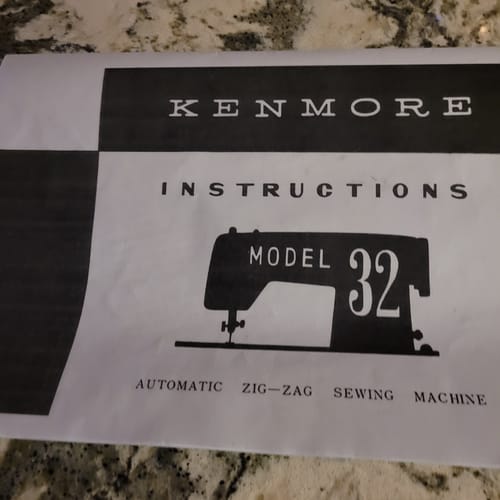 KENMORE
INSTRUCTIONS
MODEL 32
AUTOMATIC ZIG-ZAG SEWING MACHINE